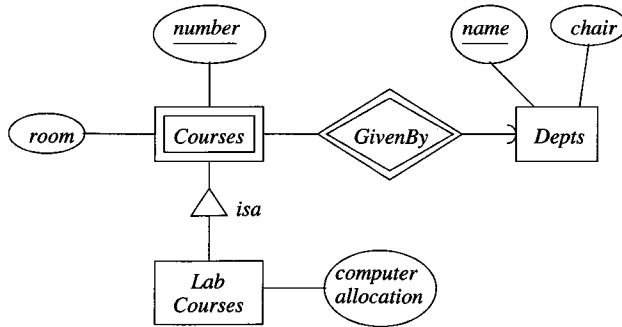 number
name
chair
room
Courses
GivenBy
Depts
isa
Lab
Courses
computer
allocation